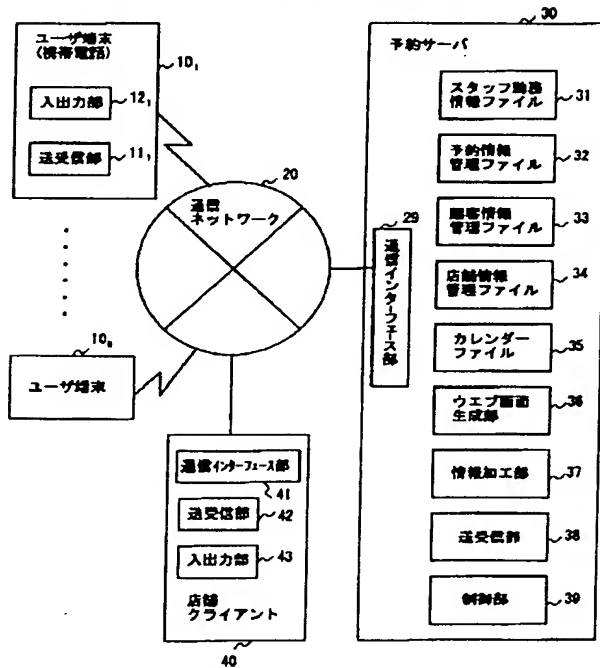 ユーザ端末
(携帯電話)
10₁
入出力部
12₁
送受信部
11₁
20
通信
ネットワーク
10ₙ
ユーザ端末
通信インターフェース部
41
送受信部
42
入出力部
43
店舗
クライアント
40
30
予約サーバ
29
通信インターフェース部
スタッフ勤務
情報ファイル
31
予約情報
管理ファイル
32
顧客情報
管理ファイル
33
店舗情報
管理ファイル
34
カレンダー
ファイル
35
ウエブ画面
生成部
36
情報加工部
37
送受信部
38
制御部
39